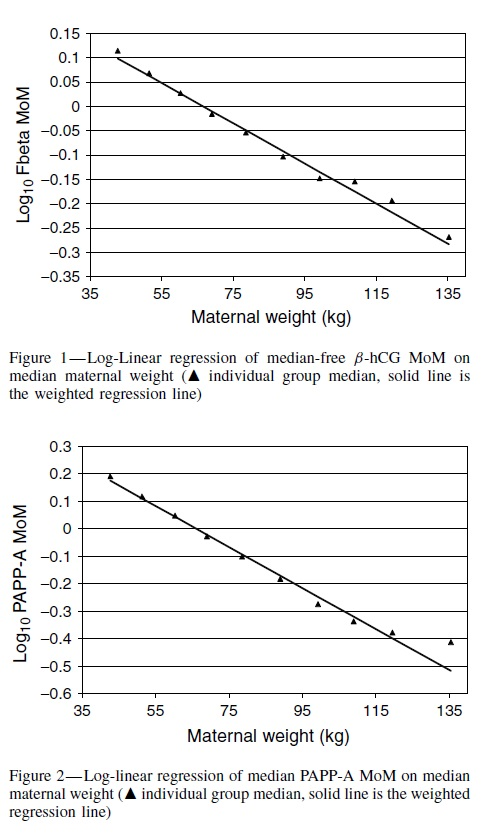 0.15
0.1
0.05
0
−0.05
−0.1
−0.15
−0.2
−0.25
−0.3
−0.35
Log10 Fbeta MoM
35 55 75 95 115 135
Maternal weight (kg)
Figure 1—Log-Linear regression of median-free β-hCG MoM on
median maternal weight (▲ individual group median, solid line is
the weighted regression line)
0.3
0.2
0.1
0
−0.1
−0.2
−0.3
−0.4
−0.5
−0.6
Log10 PAPP-A MoM
35 55 75 95 115 135
Maternal weight (kg)
Figure 2—Log-linear regression of median PAPP-A MoM on median
maternal weight (▲ individual group median, solid line is the weighted
regression line)